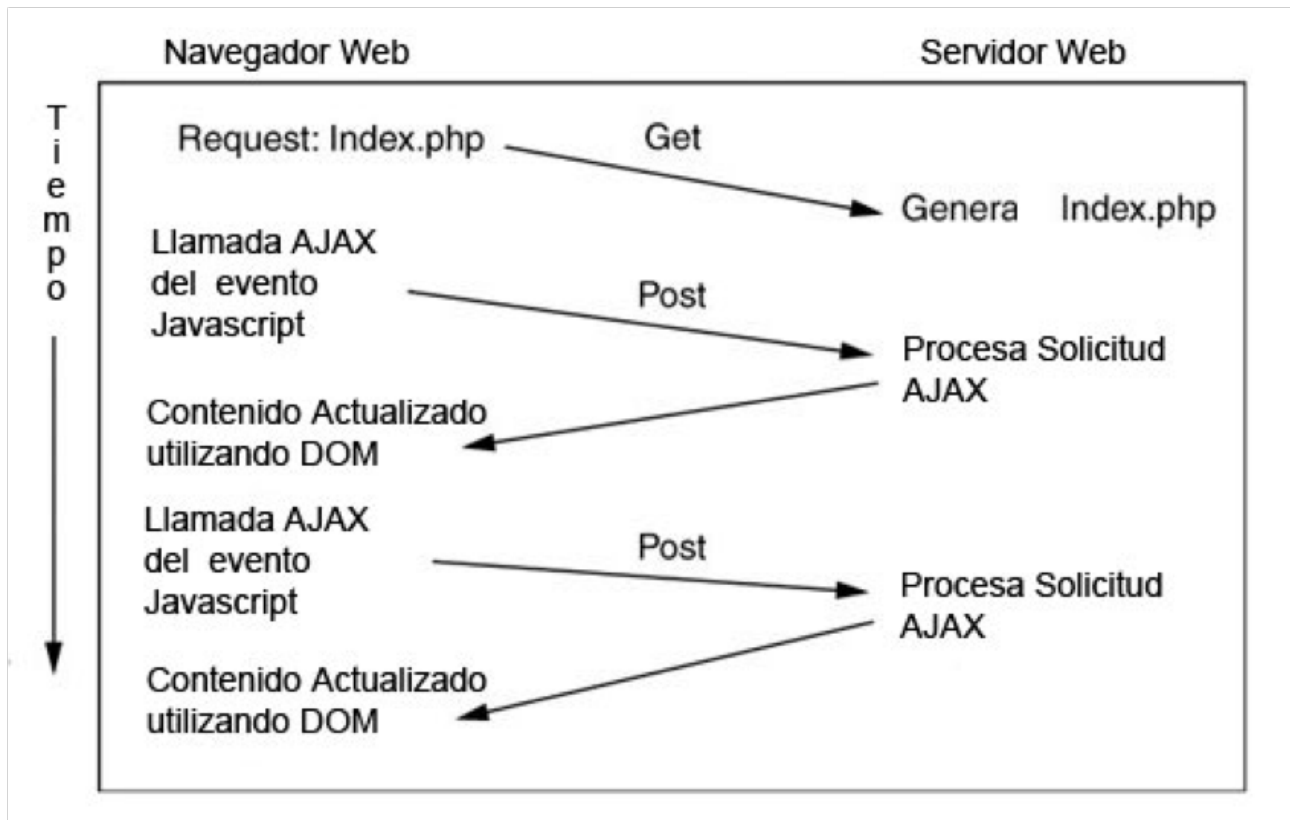 Navegador Web
Servidor Web
Tiempo
Request: Index.php
Get
Genera Index.php
Llamada AJAX
del evento
Javascript
Post
Procesa Solicitud
AJAX
Contenido Actualizado
utilizando DOM
Llamada AJAX
del evento
Javascript
Post
Procesa Solicitud
AJAX
Contenido Actualizado
utilizando DOM